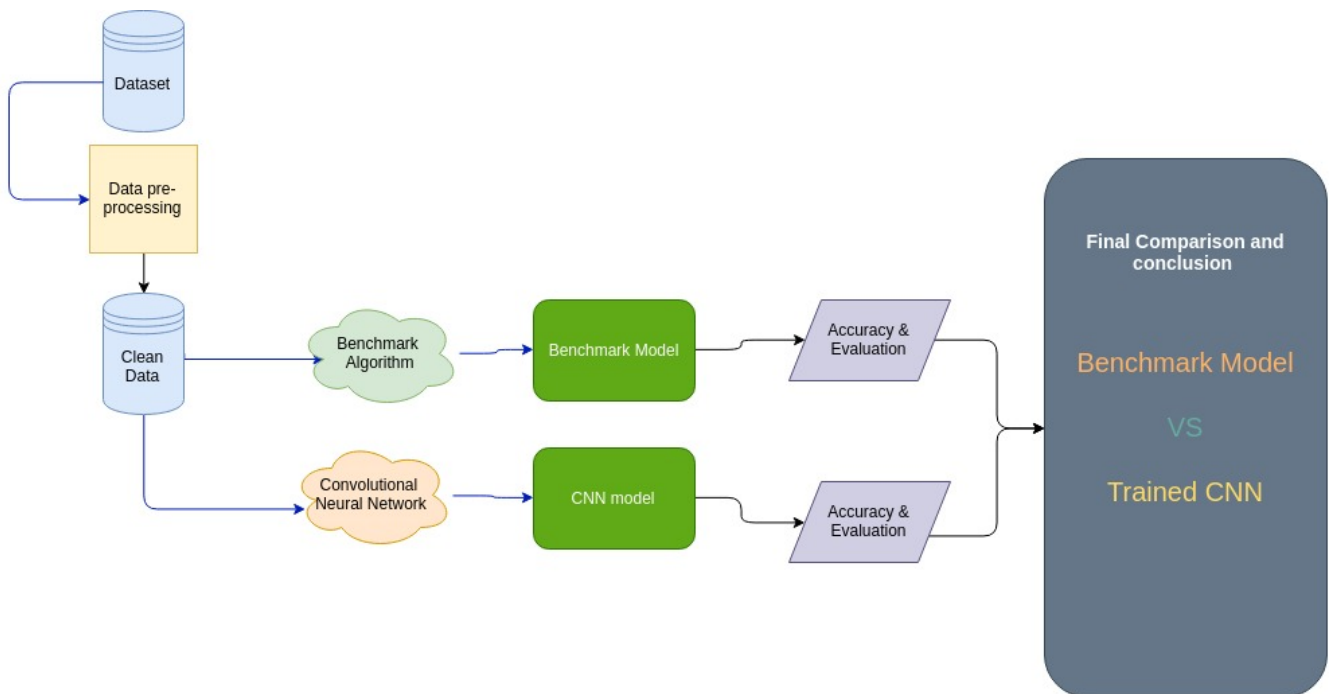 Dataset
Data pre-
processing
Clean
Data
Benchmark
Algorithm
Benchmark Model
Accuracy &
Evaluation
Convolutional
Neural Network
CNN model
Accuracy &
Evaluation
Final Comparison and
conclusion
Benchmark Model
VS
Trained CNN